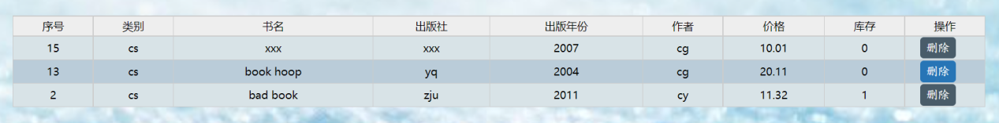 序号 类别 书名 出版社 出版年份 作者 价格 库存 操作
15 cs xxx xxx 2007 cg 10.01 0 删除
13 cs book hoop yq 2004 cg 20.11 0 删除
2 cs bad book zju 2011 cy 11.32 1 删除